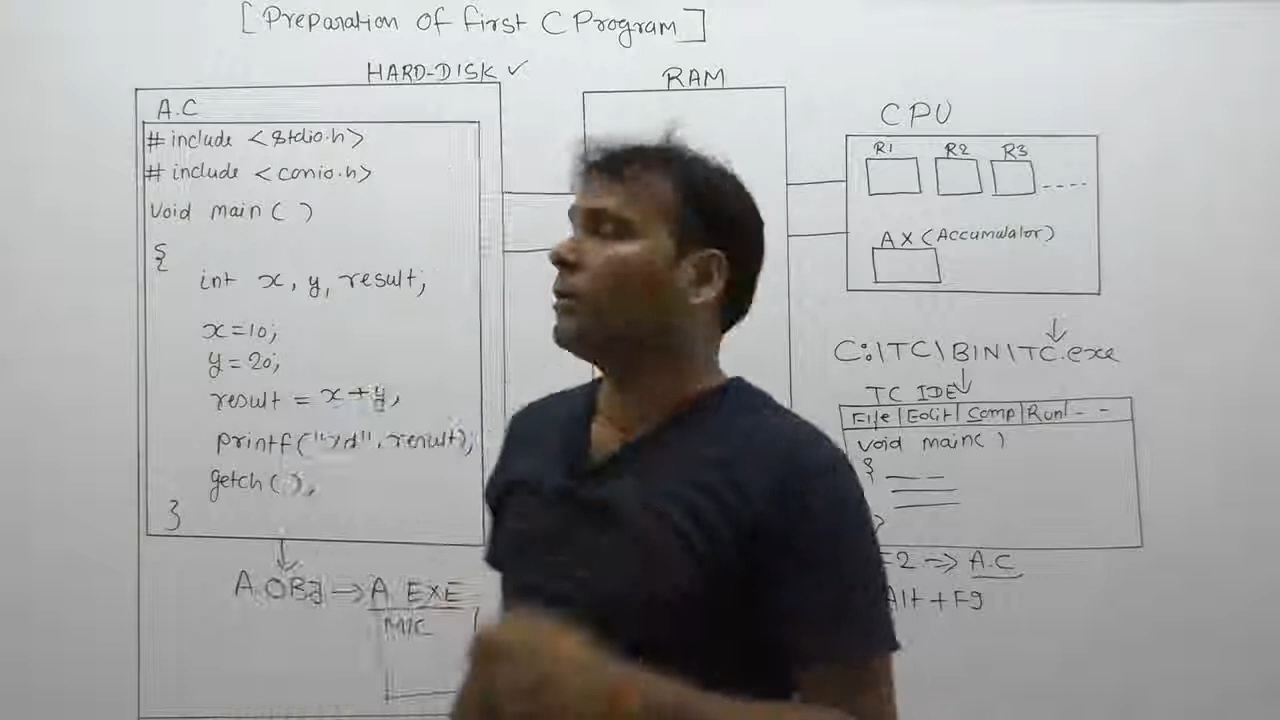 [Preparation of First C Program]
HARD-DISK ✓
A.C
# include <stdio.h>
# include <conio.h>
Void main ( )
{
int x, y, result;
x=10;
y=20;
result = x+y;
printf("%d", result);
getch( );
}
A.OBJ → A EXE
M/C
RAM
CPU
R1 R2 R3 ----
AX (Accumulator)
C:\TC\BIN\TC.exe
TC IDE
File|Edit|Comp|Run|- -
void main( )
{
}
F2 → A.C
Alt+F9